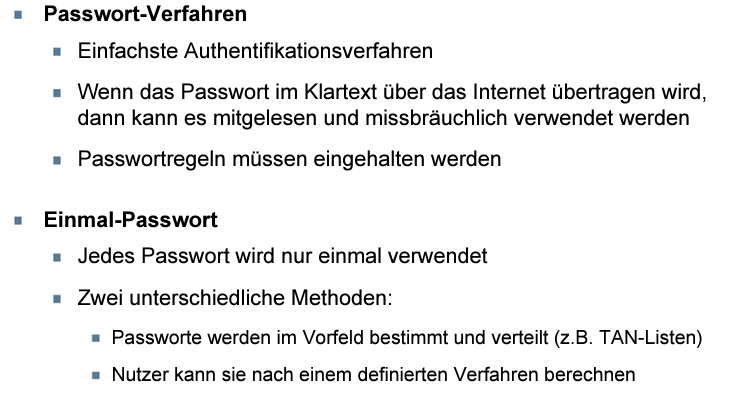 Passwort-Verfahren
Einfachste Authentifikationsverfahren
Wenn das Passwort im Klartext über das Internet übertragen wird,
dann kann es mitgelesen und missbräuchlich verwendet werden
Passwortregeln müssen eingehalten werden
Einmal-Passwort
Jedes Passwort wird nur einmal verwendet
Zwei unterschiedliche Methoden:
Passworte werden im Vorfeld bestimmt und verteilt (z.B. TAN-Listen)
Nutzer kann sie nach einem definierten Verfahren berechnen